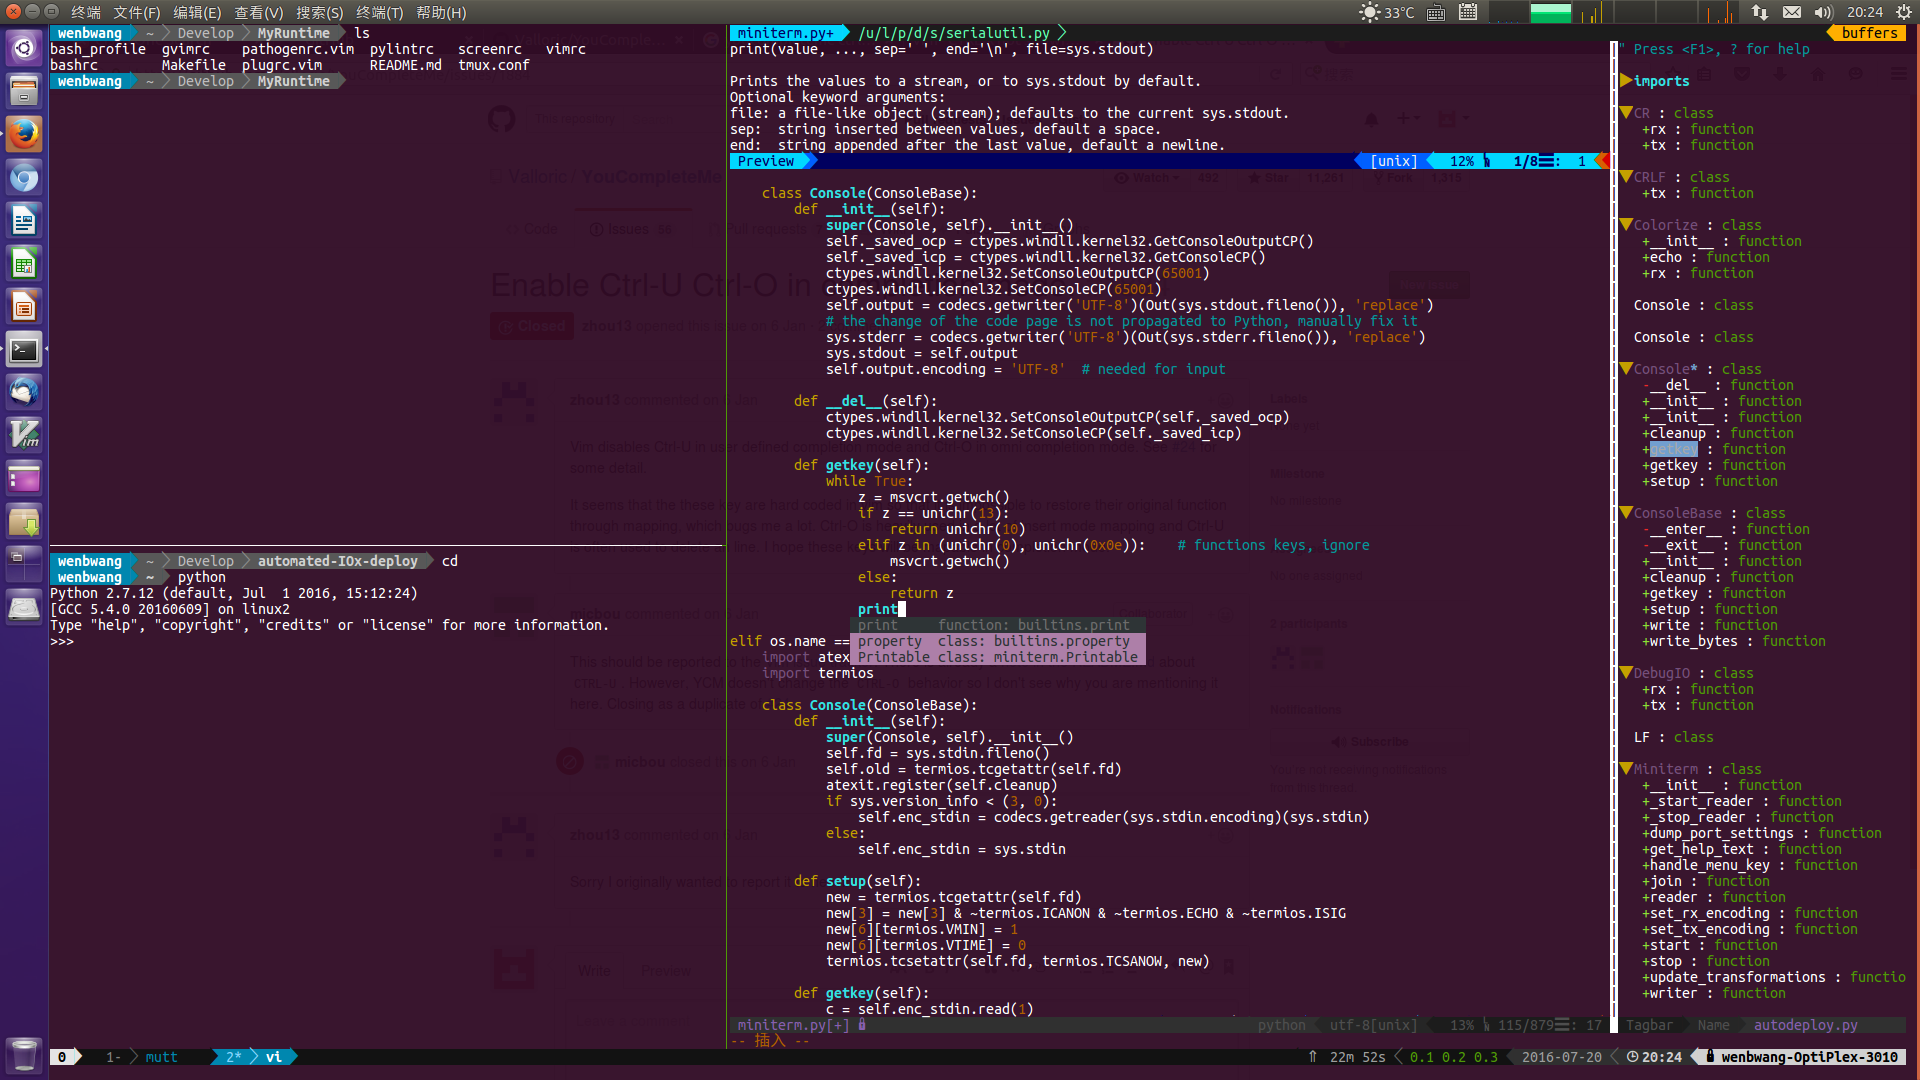 终端 文件(F) 编辑(E) 查看(V) 搜索(S) 终端(T) 帮助(H)
33℃ 20:24
wenbwang ~ Develop MyRuntime ls
bash_profile gvimrc pathogenrc.vim pylintrc screenrc vimrc
bashrc Makefile plugrc.vim README.md tmux.conf
wenbwang ~ Develop MyRuntime
wenbwang ~ Develop automated-IOx-deploy cd
wenbwang ~ python
Python 2.7.12 (default, Jul  1 2016, 15:12:24)
[GCC 5.4.0 20160609] on linux2
Type "help", "copyright", "credits" or "license" for more information.
>>>
miniterm.py+ /u/l/p/d/s/serialutil.py buffers
print(value, ..., sep=' ', end='\n', file=sys.stdout)
Prints the values to a stream, or to sys.stdout by default.
Optional keyword arguments:
file: a file-like object (stream); defaults to the current sys.stdout.
sep:  string inserted between values, default a space.
end:  string appended after the last value, default a newline.
Preview [unix] 12% 1/8 : 1
class Console(ConsoleBase):
def __init__(self):
super(Console, self).__init__()
self._saved_ocp = ctypes.windll.kernel32.GetConsoleOutputCP()
self._saved_icp = ctypes.windll.kernel32.GetConsoleCP()
ctypes.windll.kernel32.SetConsoleOutputCP(65001)
ctypes.windll.kernel32.SetConsoleCP(65001)
self.output = codecs.getwriter('UTF-8')(Out(sys.stdout.fileno()), 'replace')
# the change of the code page is not propagated to Python, manually fix it
sys.stderr = codecs.getwriter('UTF-8')(Out(sys.stderr.fileno()), 'replace')
sys.stdout = self.output
self.output.encoding = 'UTF-8'  # needed for input
def __del__(self):
ctypes.windll.kernel32.SetConsoleOutputCP(self._saved_ocp)
ctypes.windll.kernel32.SetConsoleCP(self._saved_icp)
def getkey(self):
while True:
z = msvcrt.getwch()
if z == unichr(13):
return unichr(10)
elif z in (unichr(0), unichr(0x0e)):    # functions keys, ignore
msvcrt.getwch()
else:
return z
print
print function: builtins.print
elif os.name == property class: builtins.property
import atex Printable class: miniterm.Printable
import termios
class Console(ConsoleBase):
def __init__(self):
super(Console, self).__init__()
self.fd = sys.stdin.fileno()
self.old = termios.tcgetattr(self.fd)
atexit.register(self.cleanup)
if sys.version_info < (3, 0):
self.enc_stdin = codecs.getreader(sys.stdin.encoding)(sys.stdin)
else:
self.enc_stdin = sys.stdin
def setup(self):
new = termios.tcgetattr(self.fd)
new[3] = new[3] & ~termios.ICANON & ~termios.ECHO & ~termios.ISIG
new[6][termios.VMIN] = 1
new[6][termios.VTIME] = 0
termios.tcsetattr(self.fd, termios.TCSANOW, new)
def getkey(self):
c = self.enc_stdin.read(1)
miniterm.py[+] python utf-8[unix] 13% 115/879 : 17
-- 插入 --
" Press <F1>, ? for help
imports
CR : class
+rx : function
+tx : function
CRLF : class
+tx : function
Colorize : class
+__init__ : function
+echo : function
+rx : function
Console : class
Console : class
Console* : class
-__del__ : function
+__init__ : function
+__init__ : function
+cleanup : function
+getkey : function
+getkey : function
+setup : function
ConsoleBase : class
-__enter__ : function
-__exit__ : function
+__init__ : function
+cleanup : function
+getkey : function
+setup : function
+write : function
+write_bytes : function
DebugIO : class
+rx : function
+tx : function
LF : class
Miniterm : class
+__init__ : function
+_start_reader : function
+_stop_reader : function
+dump_port_settings : function
+get_help_text : function
+handle_menu_key : function
+join : function
+reader : function
+set_rx_encoding : function
+set_tx_encoding : function
+start : function
+stop : function
+update_transformations : functio
+writer : function
Tagbar Name autodeploy.py
0 1- mutt 2* vi
22m 52s 0.1 0.2 0.3 2016-07-20 20:24 wenbwang-OptiPlex-3010